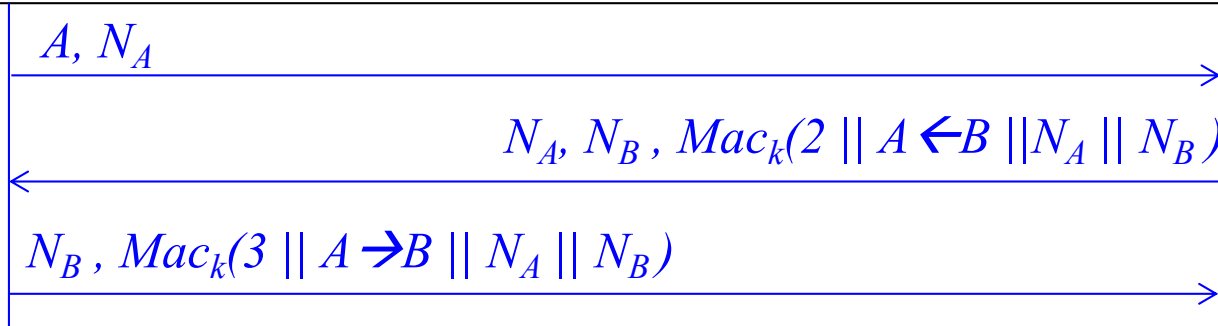 A, N_A
N_A, N_B , Mac_k(2 || A ←B ||N_A || N_B )
N_B , Mac_k(3 || A →B || N_A || N_B)